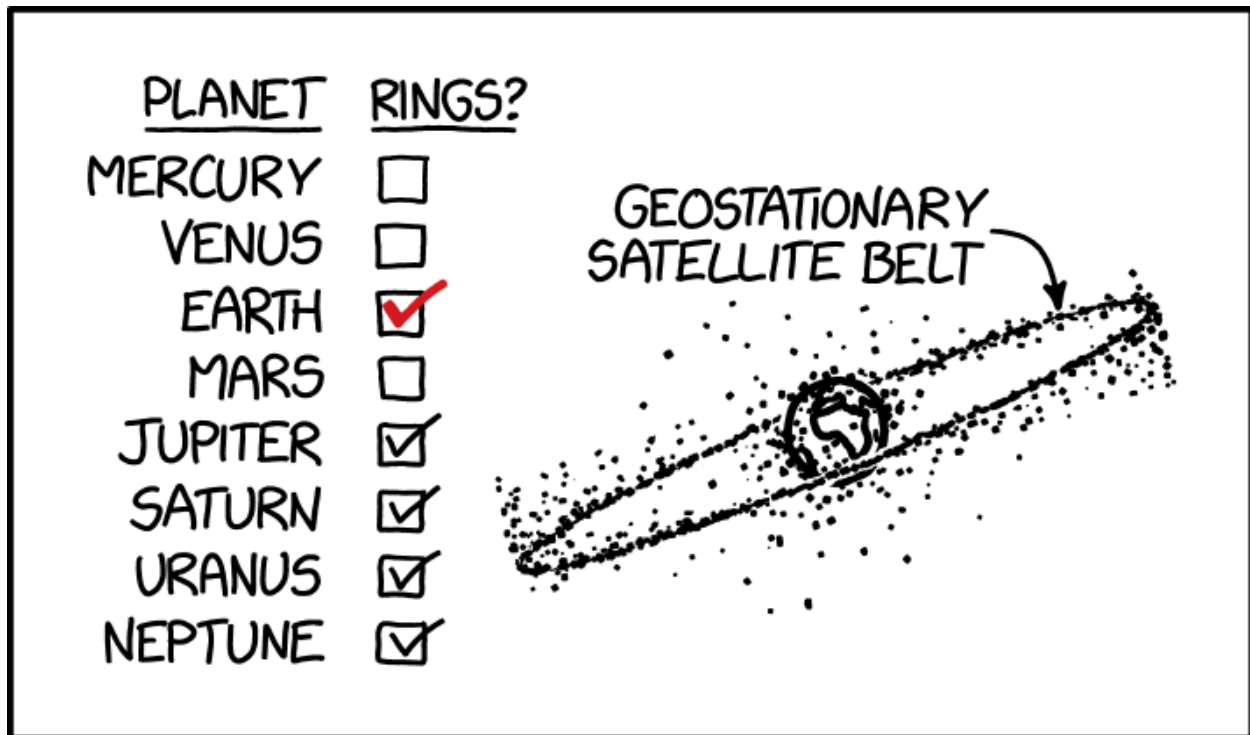 PLANET RINGS?
MERCURY
VENUS
EARTH
MARS
JUPITER
SATURN
URANUS
NEPTUNE
GEOSTATIONARY
SATELLITE BELT